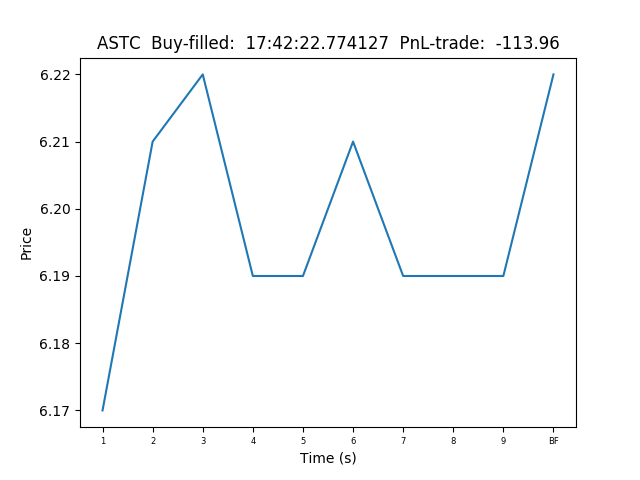 ASTC  Buy-filled:  17:42:22.774127  PnL-trade:  -113.96
6.22
6.21
6.20
6.19
6.18
6.17
Price
1 2 3 4 5 6 7 8 9 BF
Time (s)